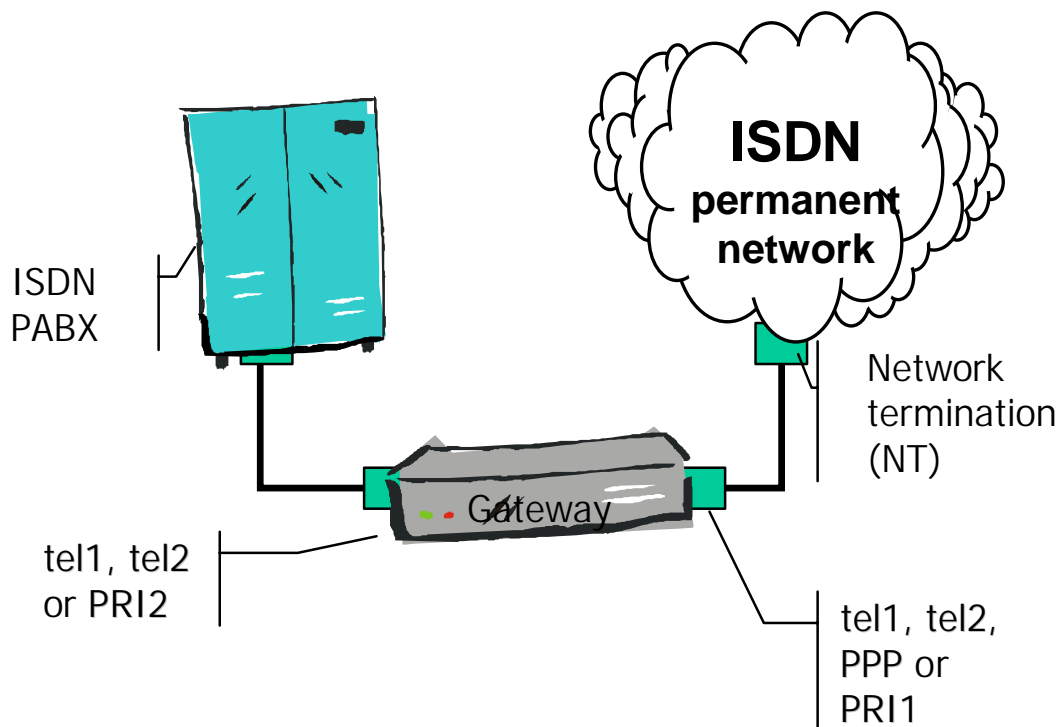 ISDN
permanent
network
ISDN
PABX
Network
termination
(NT)
Gateway
tel1, tel2
or PRI2
tel1, tel2,
PPP or
PRI1